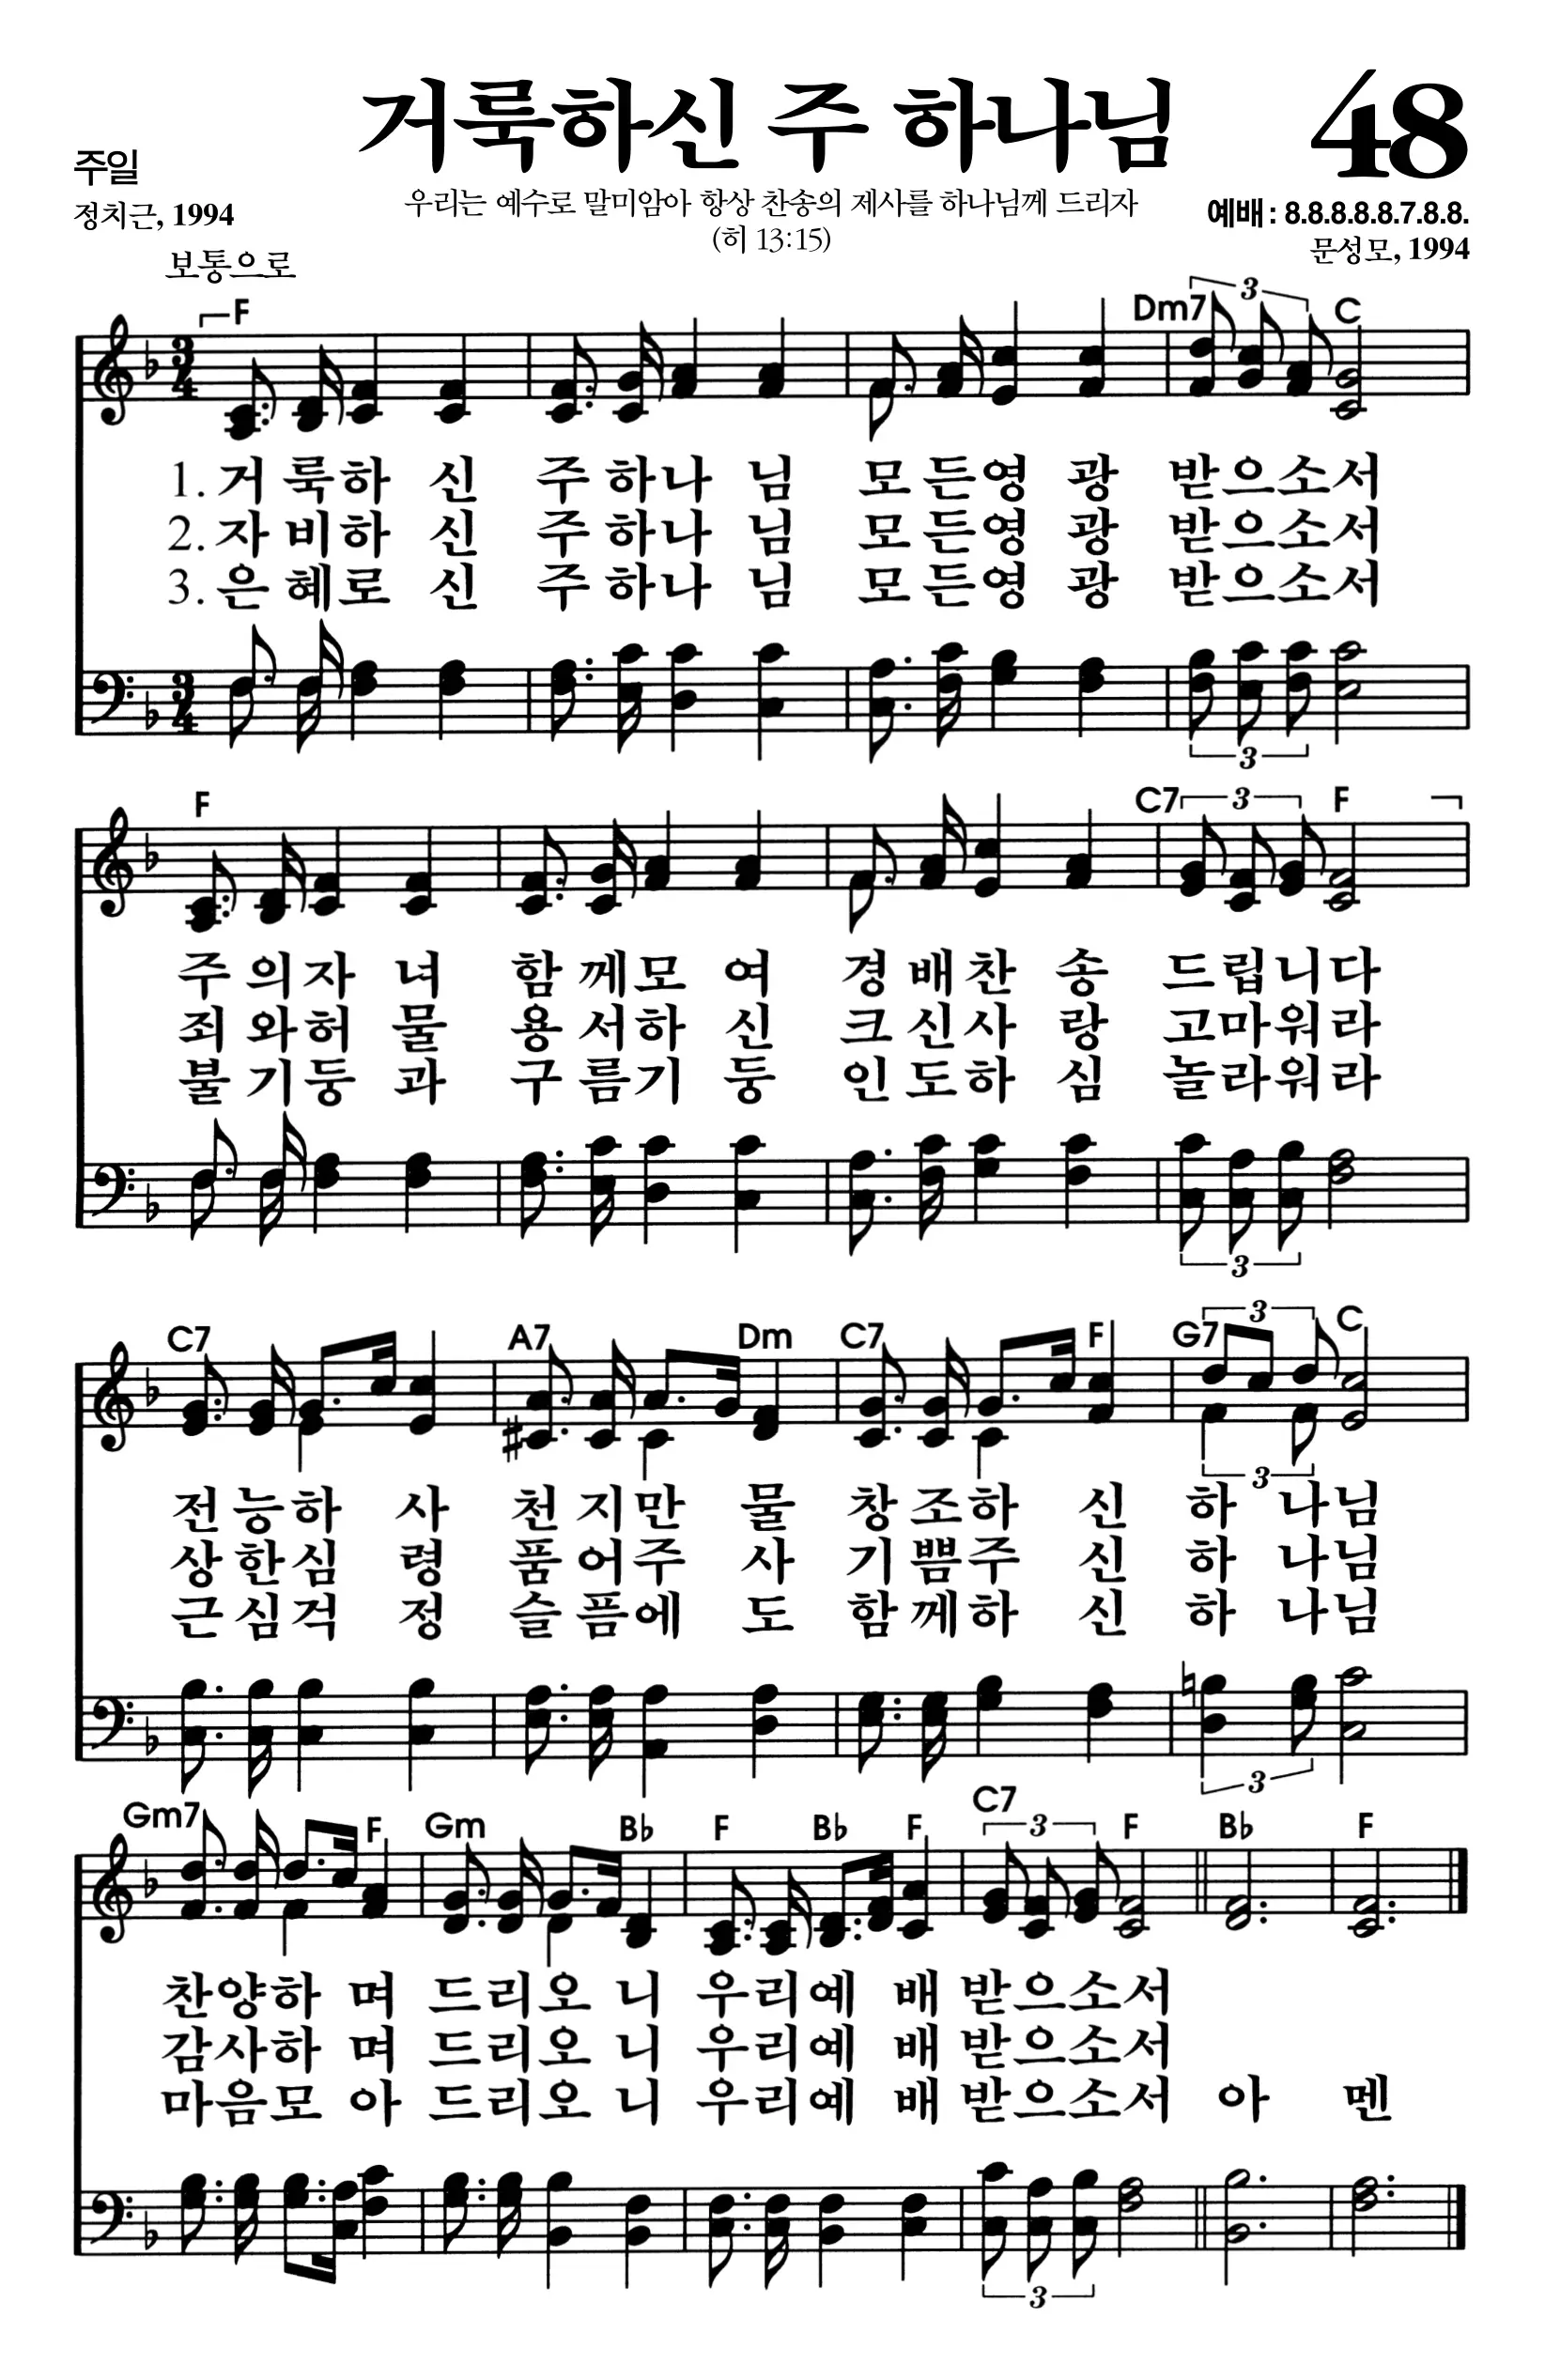 거룩하신 주 하나님 48
주일
정치근, 1994
우리는 예수로 말미암아 항상 찬송의 제사를 하나님께 드리자
(히 13:15)
예배 : 8.8.8.8.8.7.8.8.
문성모, 1994
보통으로
F Dm7 3 C
3 4
1. 거 룩하 신 주 하나 님 모 든영 광 받으소서
2. 자 비하 신 주 하나 님 모 든영 광 받으소서
3. 은 혜로 신 주 하나 님 모 든영 광 받으소서
3 4
3
F C7 3 F
주 의자 녀 함 께모 여 경 배찬 송 드립니다
죄 와허 물 용 서하 신 크 신사 랑 고마워라
불 기둥 과 구 름기 둥 인 도하 심 놀라워라
3
C7 A7 Dm C7 F G7 3 C
3
전 능하 사 천 지만 물 창 조하 신 하 나님
상 한심 령 품 어주 사 기 쁨주 신 하 나님
근 심걱 정 슬 픔에 도 함 께하 신 하 나님
3
Gm7 F Gm B♭ F B♭ F C7 3 F B♭ F
찬양하 며 드리오 니 우리예 배 받으소서
감사하 며 드리오 니 우리예 배 받으소서
마음모 아 드리오 니 우리예 배 받으소서 아 멘
3